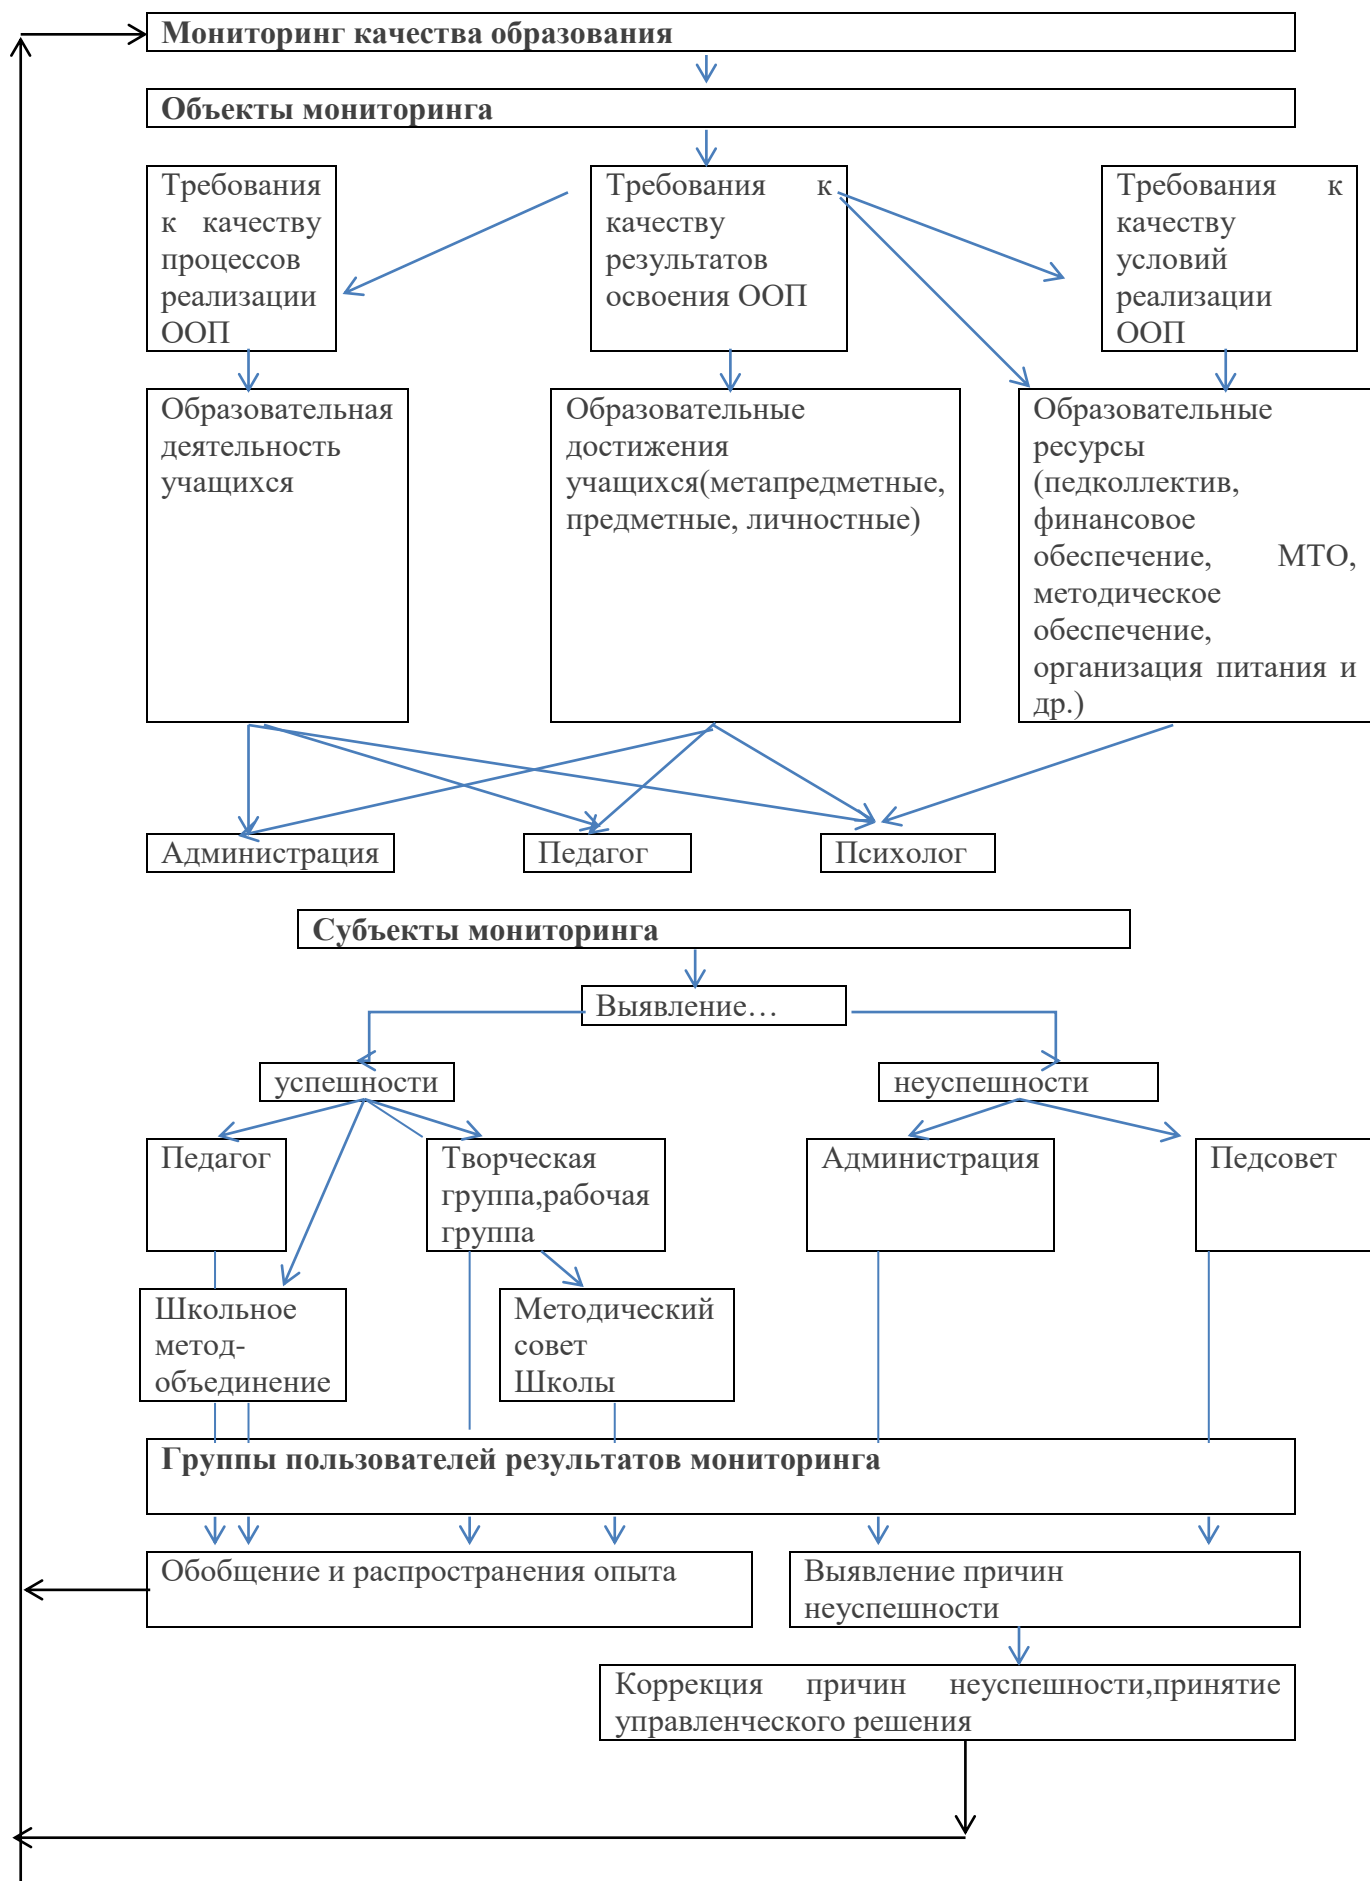 Мониторинг качества образования
Объекты мониторинга
Требования
к качеству
процессов
реализации
ООП
Требования к
качеству
результатов
освоения ООП
Требования к
качеству
условий
реализации
ООП
Образовательная
деятельность
учащихся
Образовательные
достижения
учащихся(метапредметные,
предметные, личностные)
Образовательные
ресурсы
(педколлектив,
финансовое
обеспечение, МТО,
методическое
обеспечение,
организация питания и
др.)
Администрация
Педагог
Психолог
Субъекты мониторинга
Выявление…
успешности
неуспешности
Педагог
Творческая
группа,рабочая
группа
Администрация
Педсовет
Школьное
метод-
объединение
Методический
совет
Школы
Группы пользователей результатов мониторинга
Обобщение и распространения опыта
Выявление причин
неуспешности
Коррекция причин неуспешности,принятие
управленческого решения